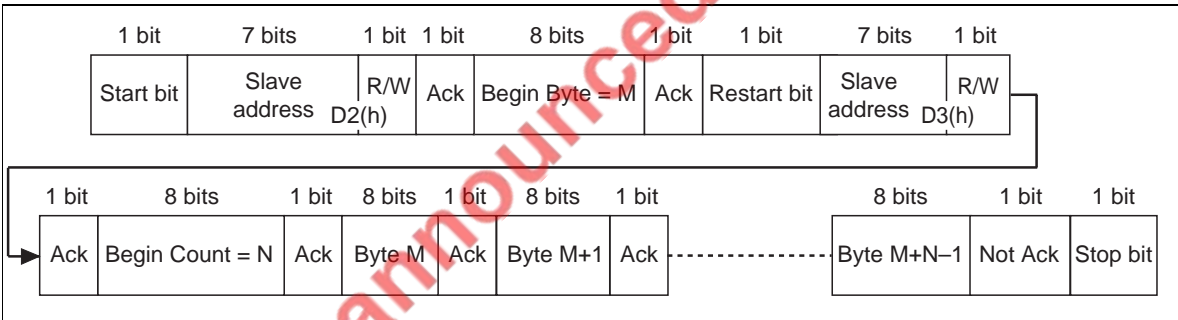 1 bit 7 bits 1 bit 1 bit 8 bits 1 bit 1 bit 7 bits 1 bit
Start bit Slave address D2(h) R/W Ack Begin Byte = M Ack Restart bit Slave address D3(h) R/W
1 bit 8 bits 1 bit 8 bits 1 bit 8 bits 1 bit 8 bits 1 bit 1 bit
Ack Begin Count = N Ack Byte M Ack Byte M+1 Ack Byte M+N–1 Not Ack Stop bit
announced